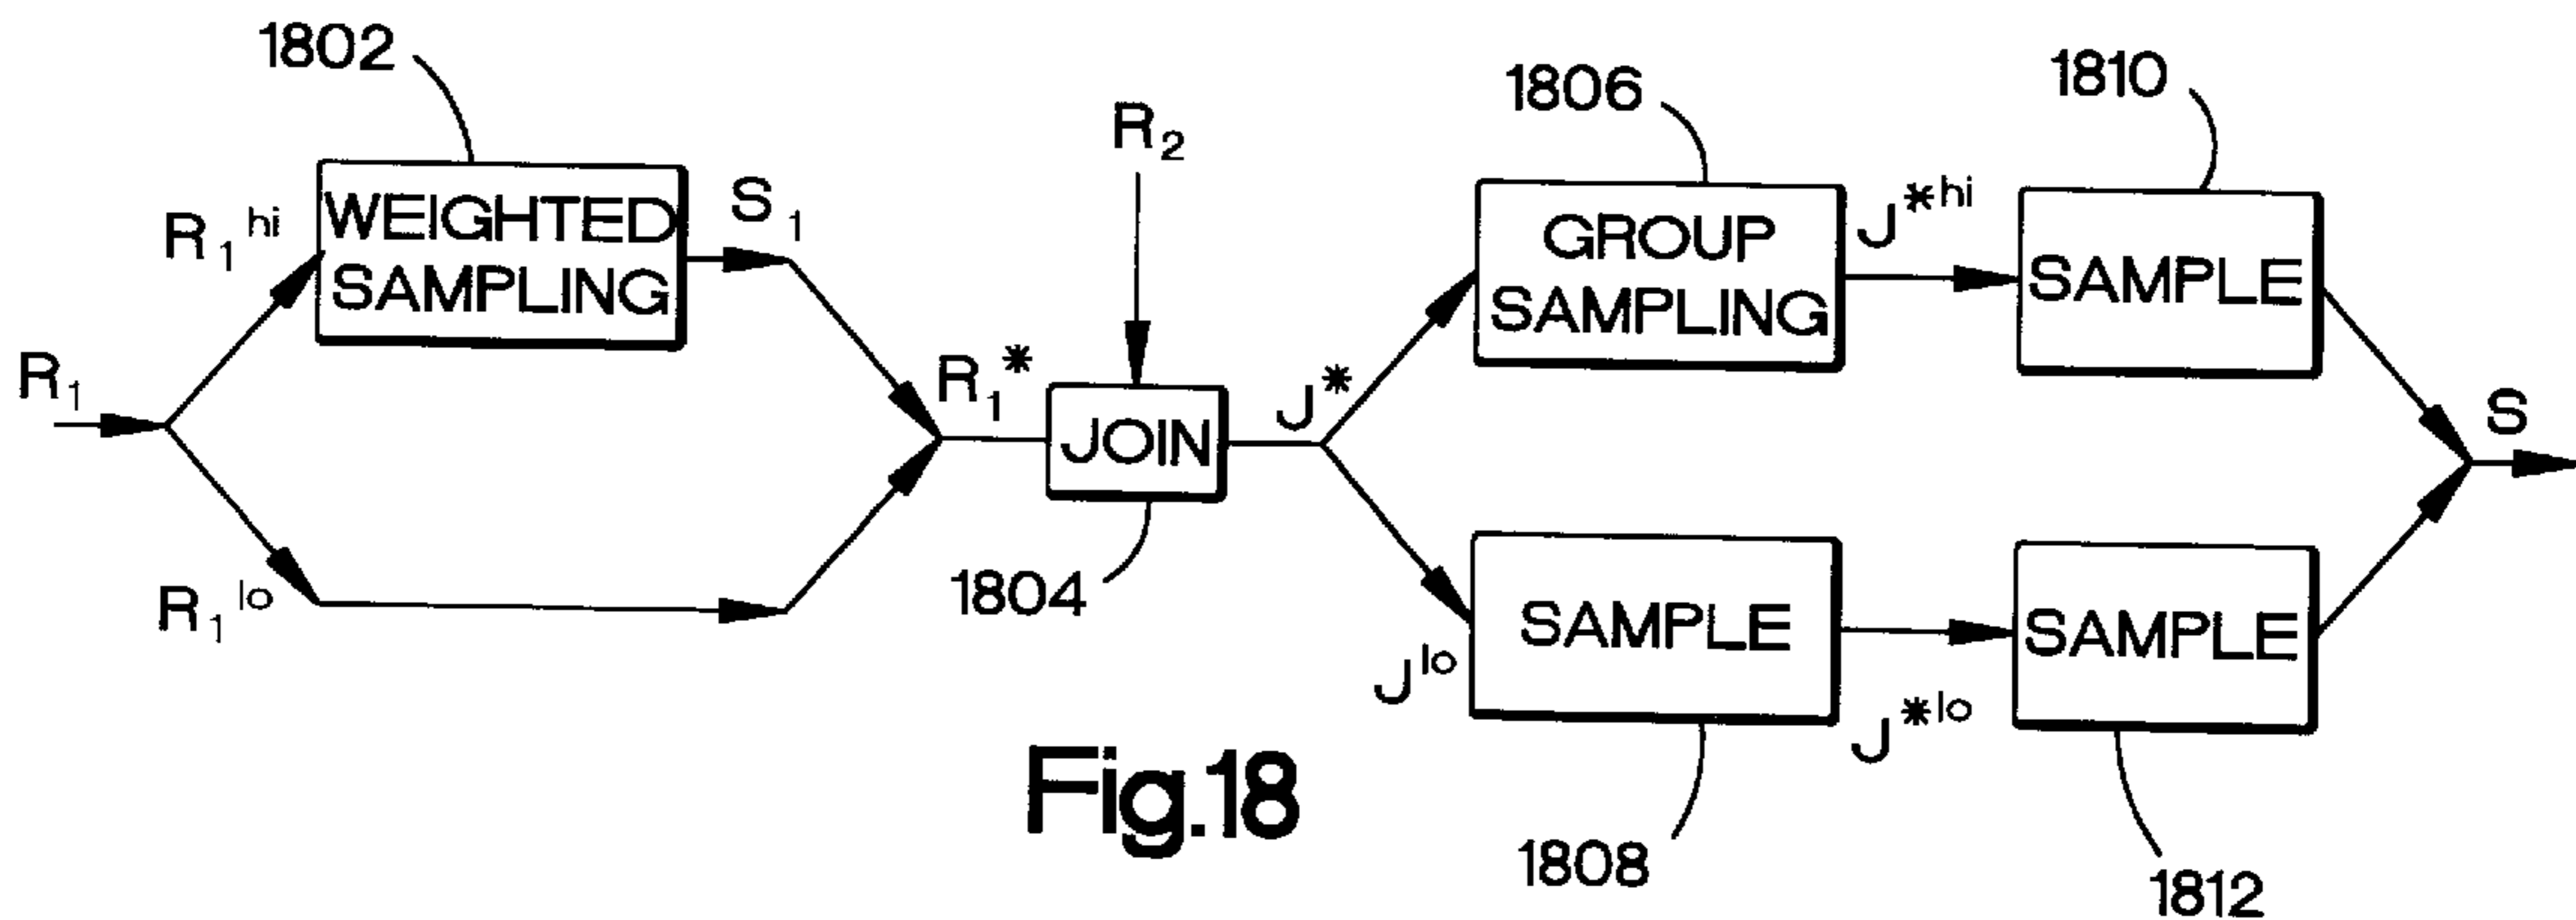 1802
R₁ʰⁱ
WEIGHTED
SAMPLING
S₁
R₁
R₁ˡᵒ
R₂
R₁*
JOIN
1804
J*
1806
GROUP
SAMPLING
J*ʰⁱ
1810
SAMPLE
Jˡᵒ
SAMPLE
1808
J*ˡᵒ
SAMPLE
1812
S
Fig.18